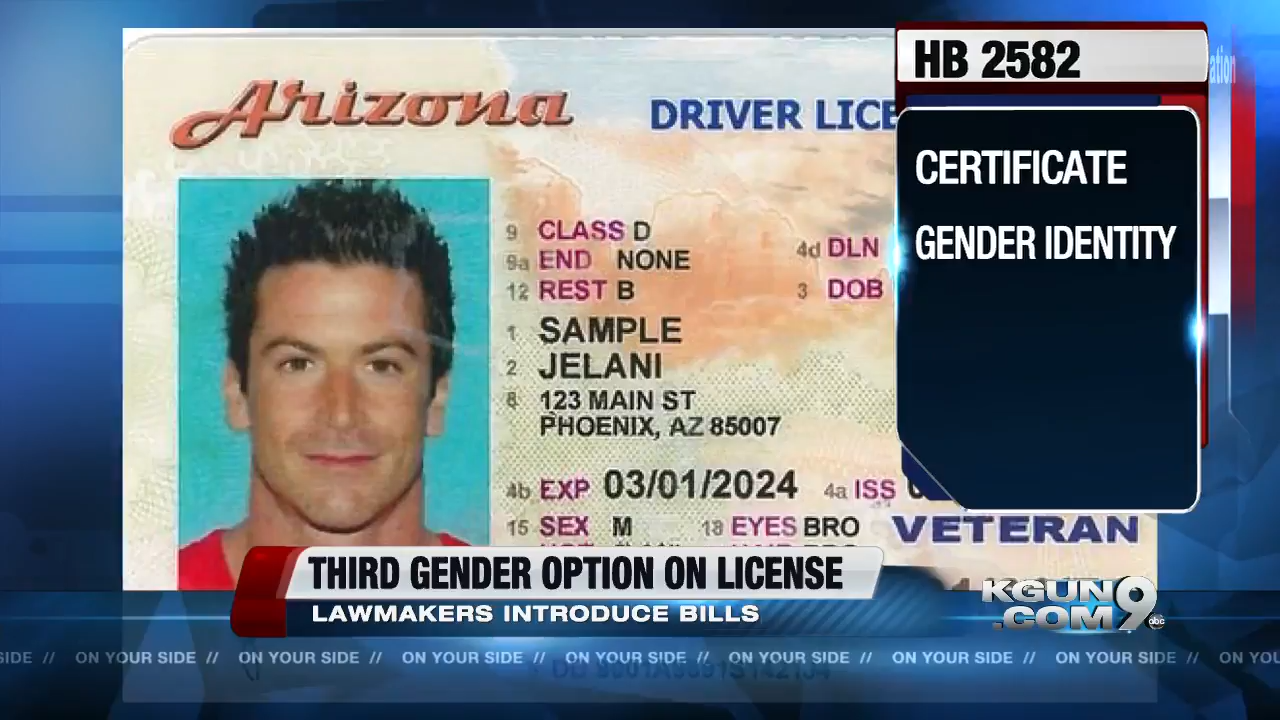 HB 2582
ation
CERTIFICATE
GENDER IDENTITY
Arizona
DRIVER LICE
9 CLASS D
9a END NONE
12 REST B
4d DLN
3 DOB
1 SAMPLE
2 JELANI
8 123 MAIN ST
PHOENIX, AZ 85007
4b EXP 03/01/2024 4a ISS
15 SEX M 18 EYES BRO
VETERAN
THIRD GENDER OPTION ON LICENSE
LAWMAKERS INTRODUCE BILLS
KGUN9
.COM
abc
SIDE // ON YOUR SIDE // ON YOUR SIDE // ON YOUR SIDE // ON YOUR SIDE // ON YOUR SIDE // ON YOUR SIDE // ON YOUR SIDE // ON YOU